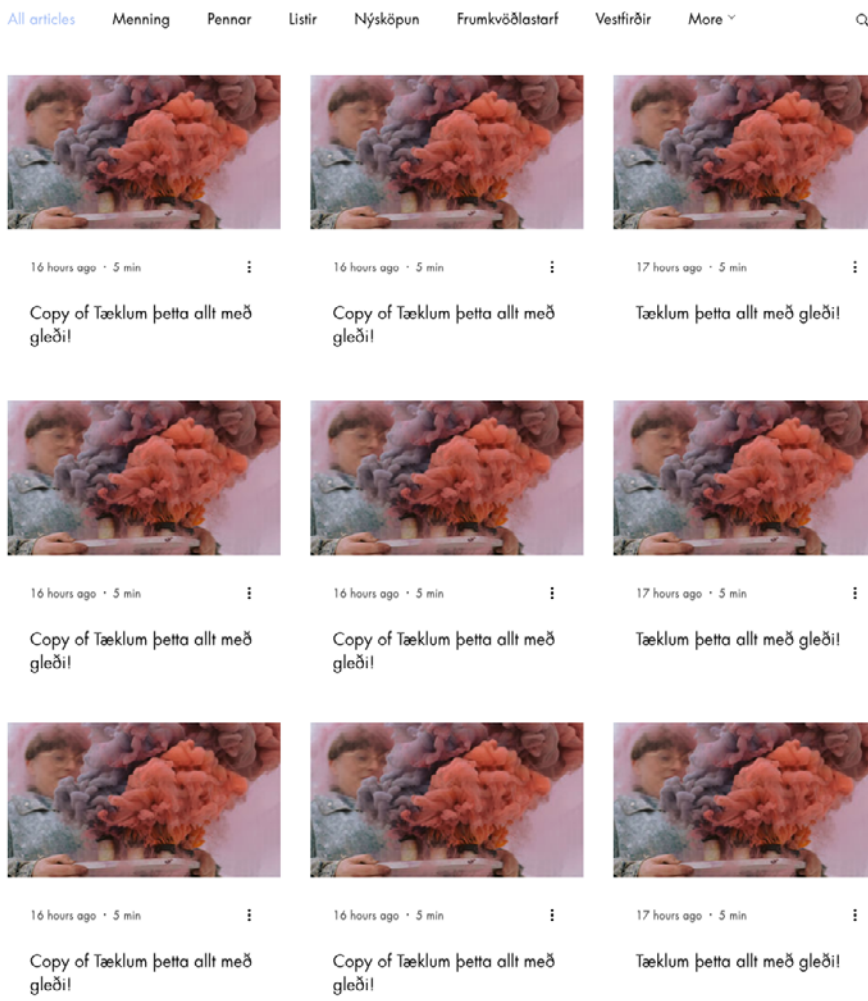 All articles Menning Pennar Listir Nýsköpun Frumkvöðlastarf Vestfirðir More
16 hours ago · 5 min
Copy of Tæklum þetta allt með
gleði!
16 hours ago · 5 min
Copy of Tæklum þetta allt með
gleði!
17 hours ago · 5 min
Tæklum þetta allt með gleði!
16 hours ago · 5 min
Copy of Tæklum þetta allt með
gleði!
16 hours ago · 5 min
Copy of Tæklum þetta allt með
gleði!
17 hours ago · 5 min
Tæklum þetta allt með gleði!
16 hours ago · 5 min
Copy of Tæklum þetta allt með
gleði!
16 hours ago · 5 min
Copy of Tæklum þetta allt með
gleði!
17 hours ago · 5 min
Tæklum þetta allt með gleði!